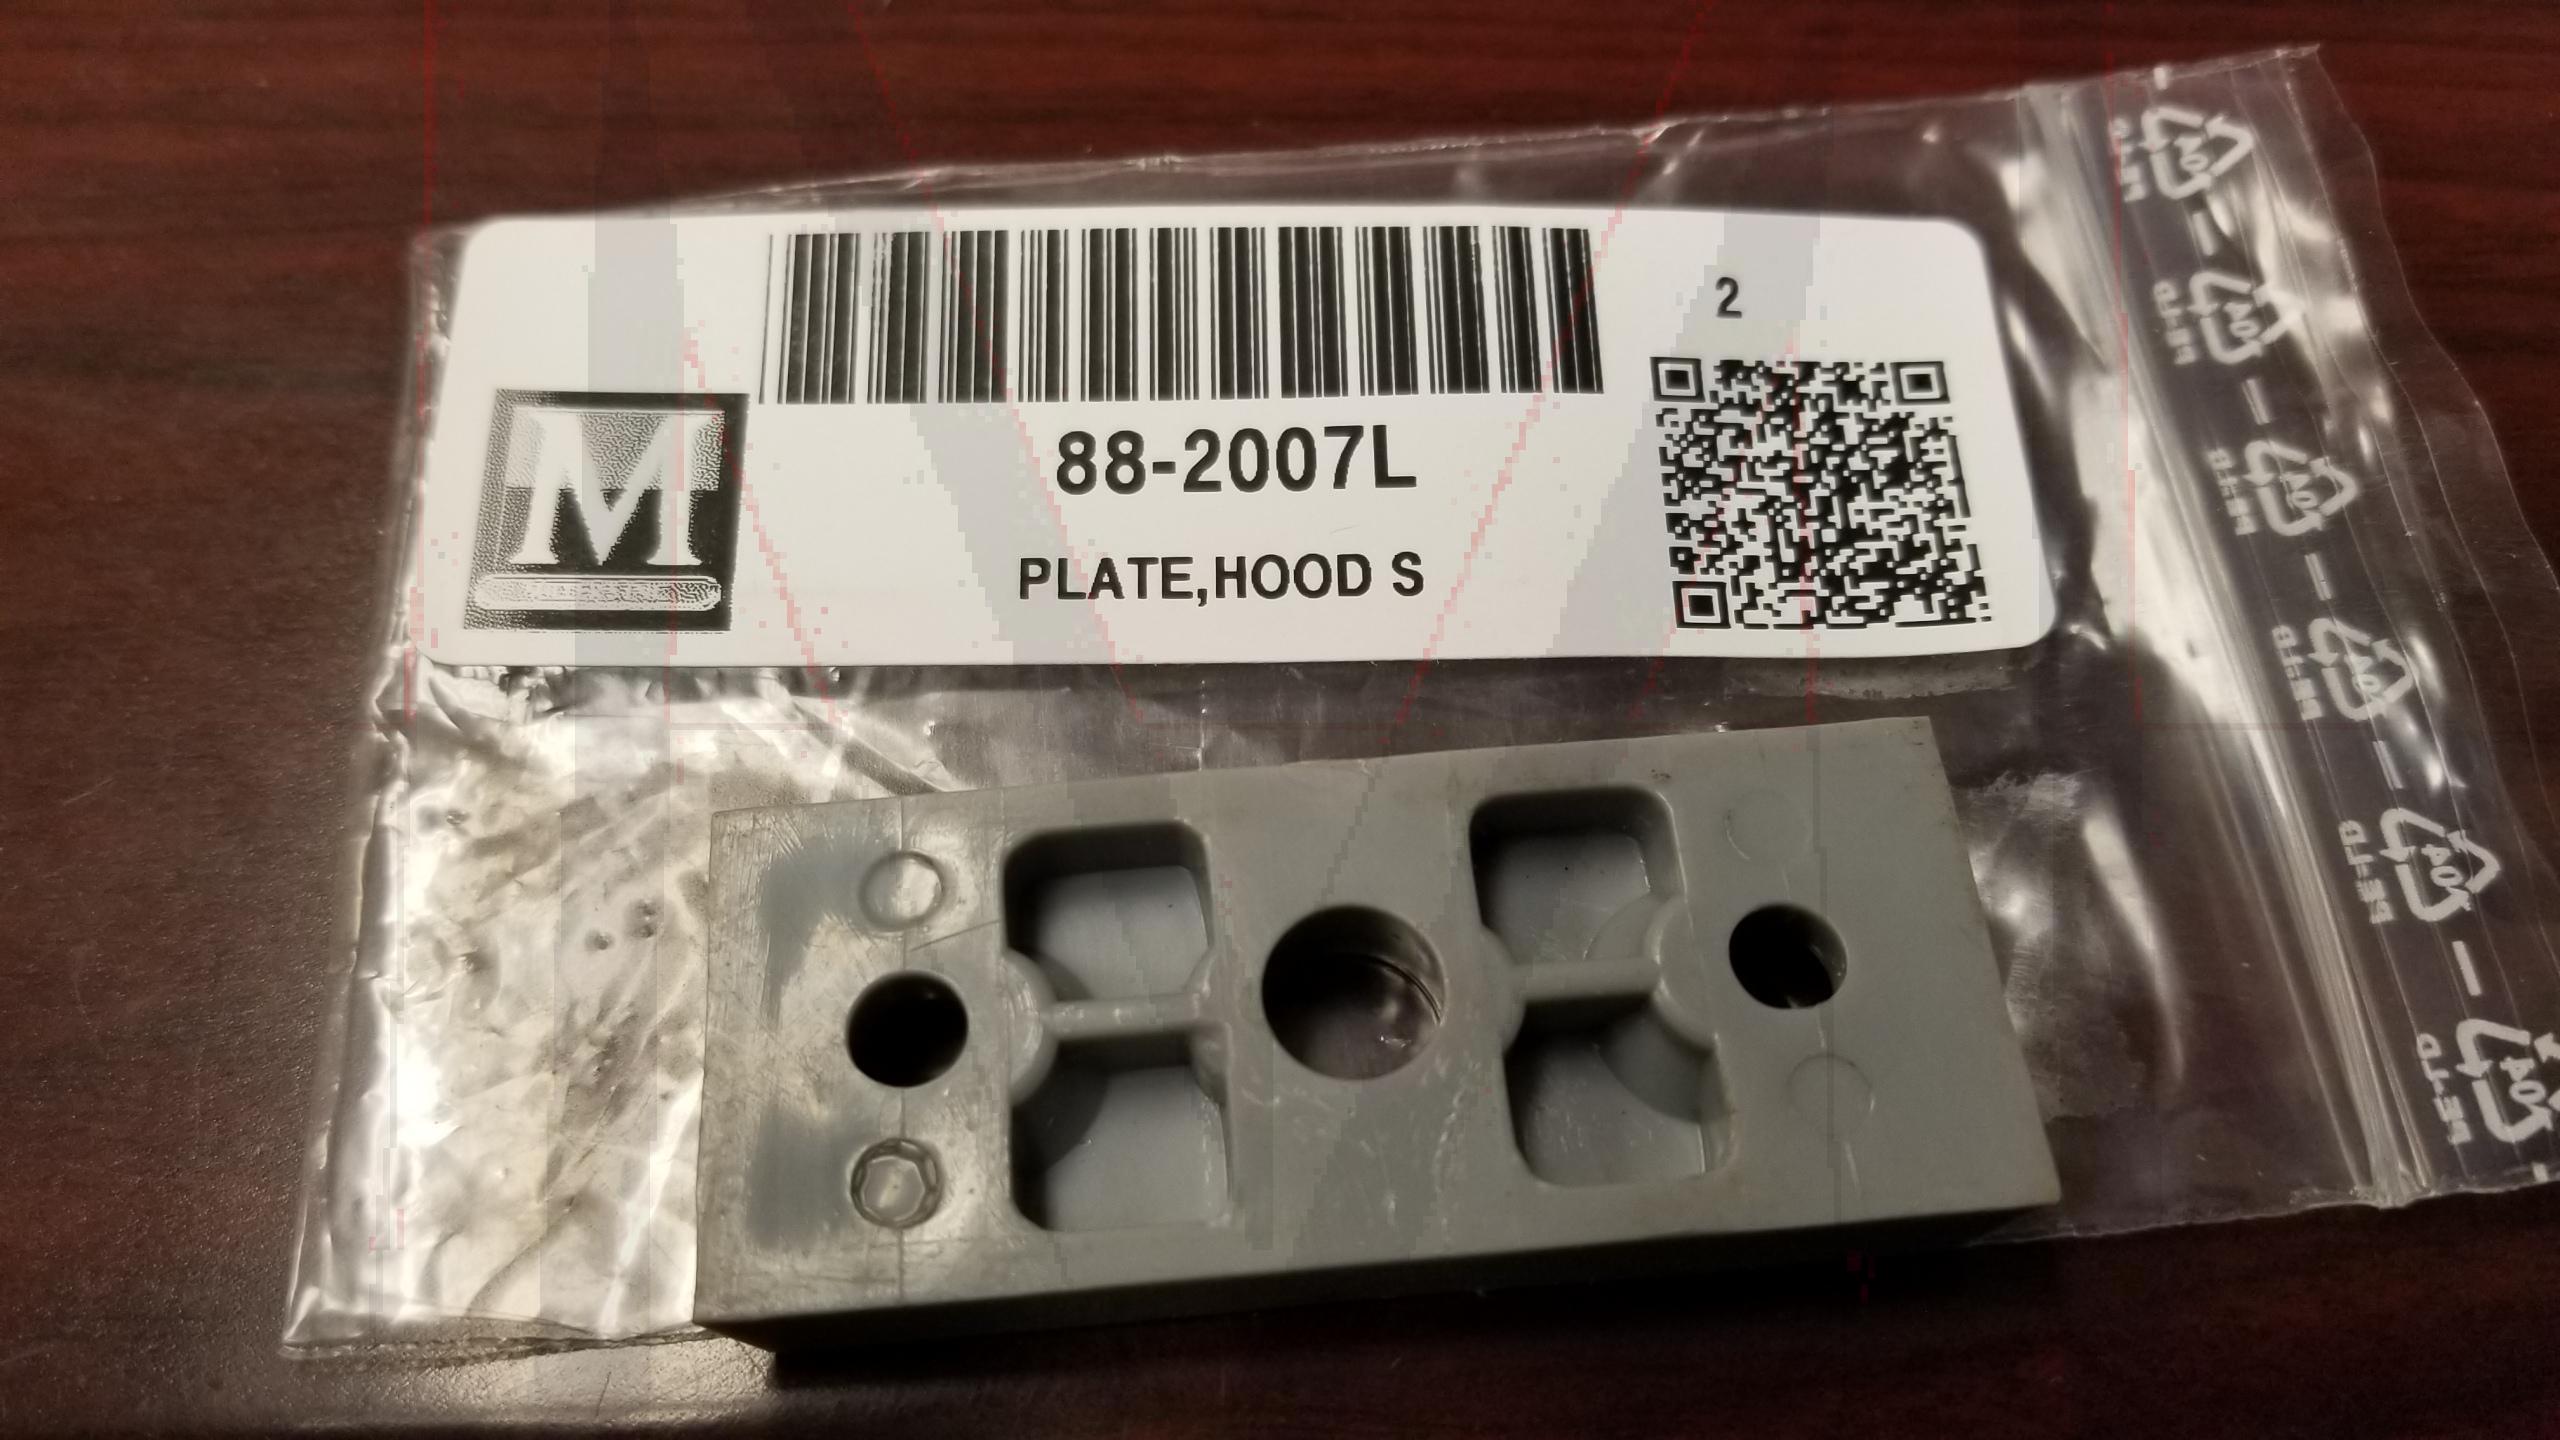 2
88-2007L
PLATE,HOOD S
M